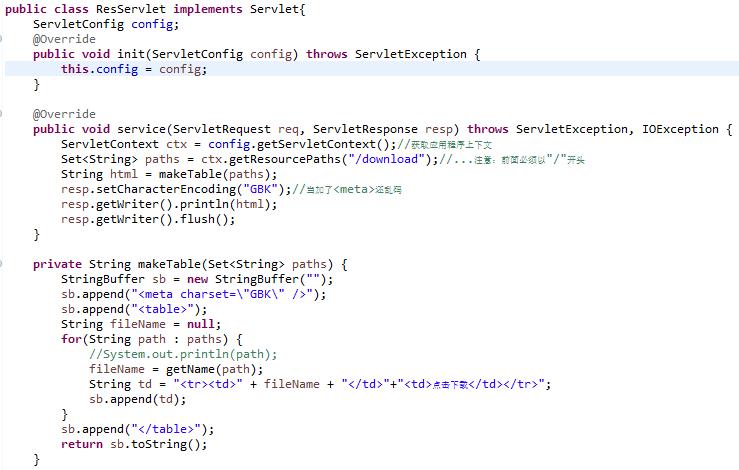 public class ResServlet implements Servlet{
ServletConfig config;
@Override
public void init(ServletConfig config) throws ServletException {
this.config = config;
}
@Override
public void service(ServletRequest req, ServletResponse resp) throws ServletException, IOException {
ServletContext ctx = config.getServletContext();//获取应用程序上下文
Set<String> paths = ctx.getResourcePaths("/download");//...注意：前面必须以"/"开头
String html = makeTable(paths);
resp.setCharacterEncoding("GBK");//当加了<meta>还乱码
resp.getWriter().println(html);
resp.getWriter().flush();
}
private String makeTable(Set<String> paths) {
StringBuffer sb = new StringBuffer("");
sb.append("<meta charset=\"GBK\" />");
sb.append("<table>");
String fileName = null;
for(String path : paths) {
//System.out.println(path);
fileName = getName(path);
String td = "<tr><td>" + fileName + "</td>"+"<td>点击下载</td></tr>";
sb.append(td);
}
sb.append("</table>");
return sb.toString();
}